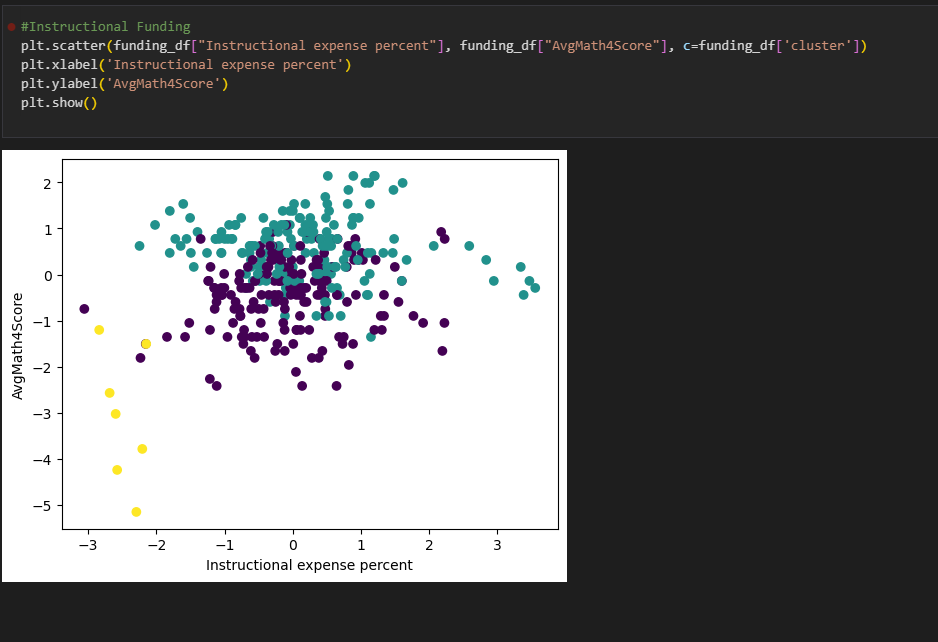 #Instructional Funding
plt.scatter(funding_df["Instructional expense percent"], funding_df["AvgMath4Score"], c=funding_df['cluster'])
plt.xlabel('Instructional expense percent')
plt.ylabel('AvgMath4Score')
plt.show()
AvgMath4Score
2
1
0
−1
−2
−3
−4
−5
−3 −2 −1 0 1 2 3
Instructional expense percent